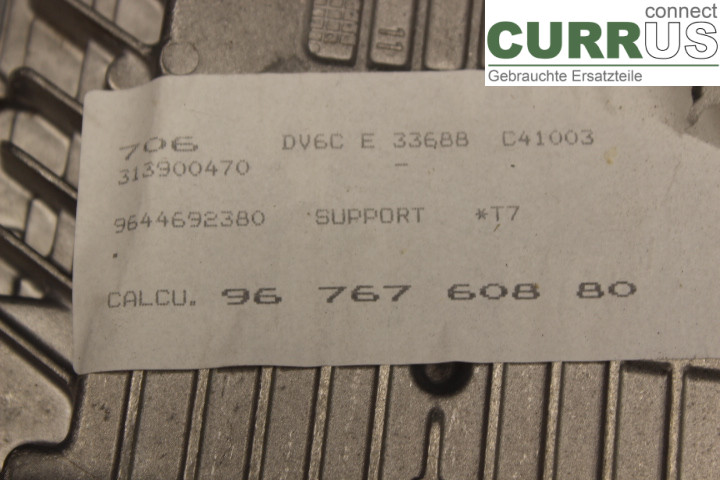 connect
CURRUS
Gebrauchte Ersatzteile
706 DV6C E 33688 C41003
313900470 -
9644692380 SUPPORT *T7
CALCU. 96 767 608 80